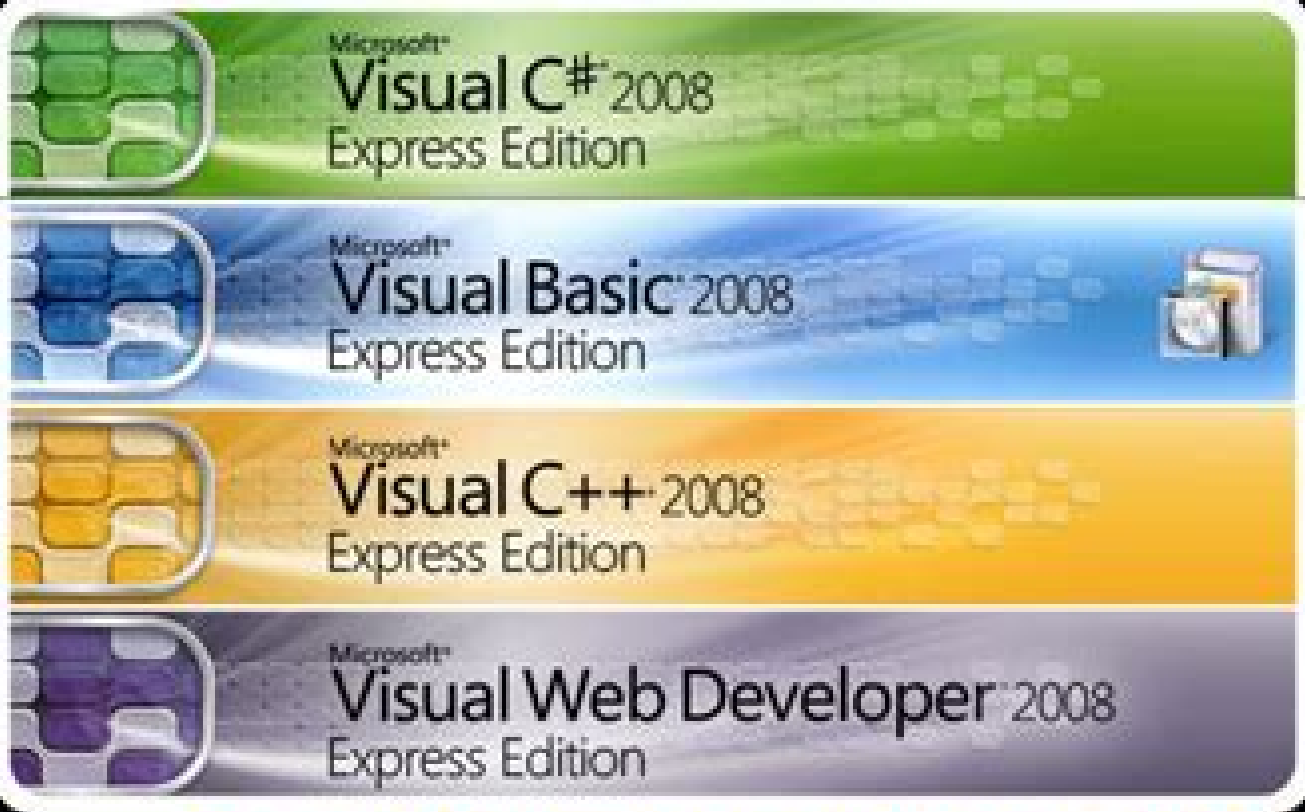 Microsoft®
Visual C# 2008
Express Edition
Microsoft®
Visual Basic 2008
Express Edition
Microsoft®
Visual C++ 2008
Express Edition
Microsoft®
Visual Web Developer 2008
Express Edition